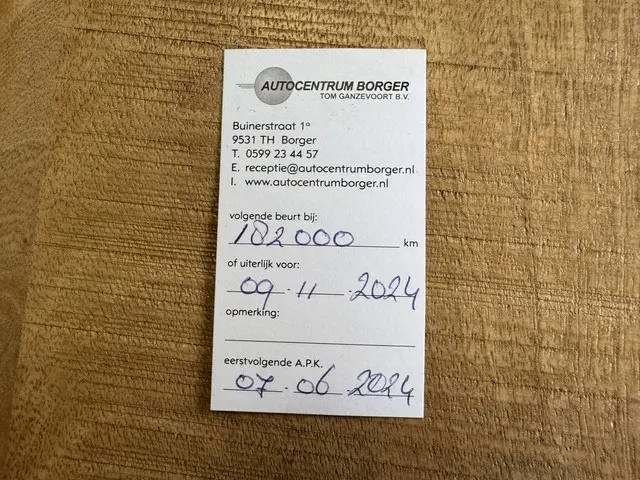 AUTOCENTRUM BORGER
TOM GANZEVOORT B.V.
Buinerstraat 1a
9531 TH Borger
T. 0599 23 44 57
E. receptie@autocentrumborger.nl
I. www.autocentrumborger.nl
volgende beurt bij:
182000 km
of uiterlijk voor:
09-11-2024
opmerking:
eerstvolgende A.P.K.
07-06-2024